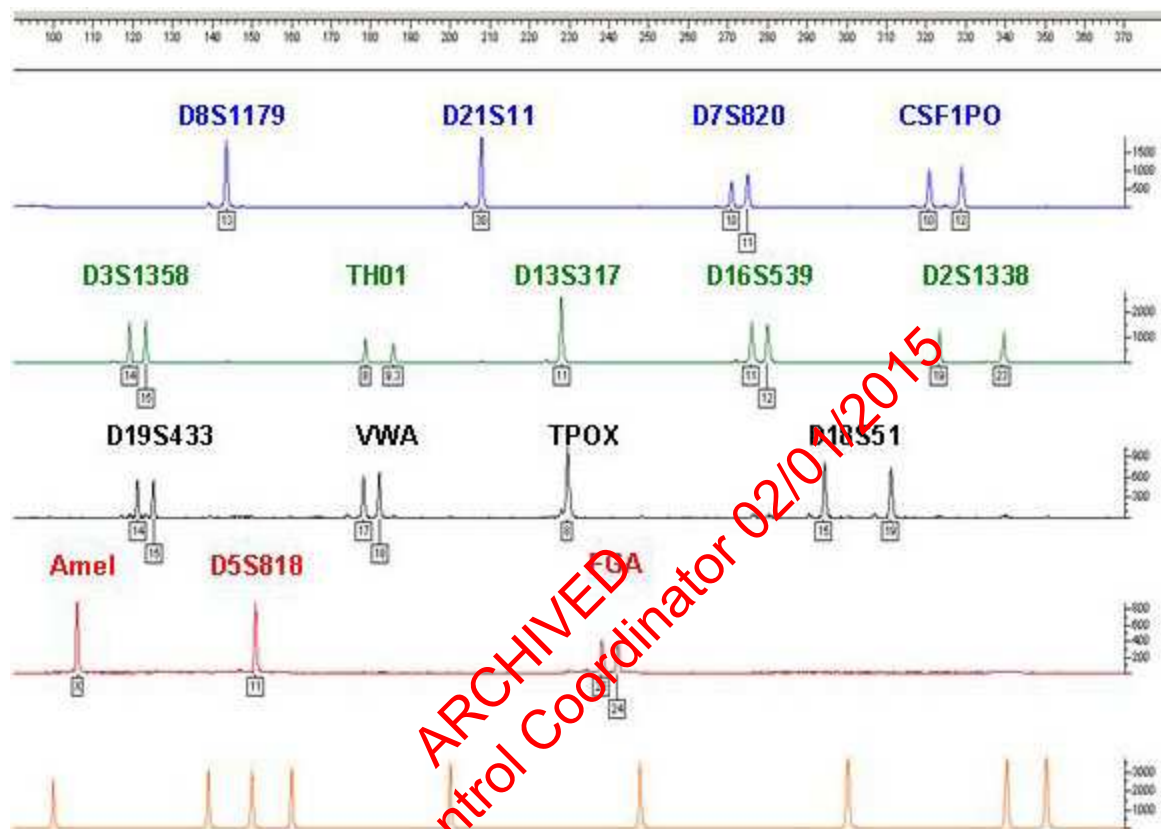 100 110 120 130 140 150 160 170 180 190 200 210 220 230 240 250 260 270 280 290 300 310 320 330 340 350 360 370
D8S1179 D21S11 D7S820 CSF1PO
1500
1000
500
13 30 10 11 10 12
D3S1358 TH01 D13S317 D16S539 D2S1338
2000
1000
14 15 8 9.3 11 11 12 19 23
D19S433 VWA TPOX D18S51
900
600
300
14 15 17 18 8 15 19
Amel D5S818 FGA
800
600
400
200
X 11 24
3000
2000
1000
ARCHIVED
ntrol Coordinator 02/01/2015